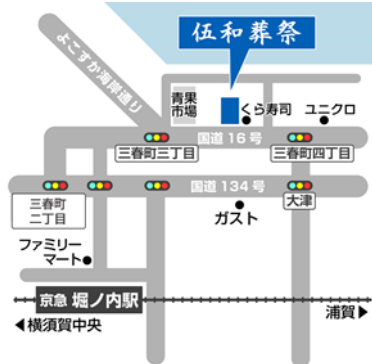 伍和葬祭
よこすか海岸通り
青果
市場
くら寿司
ユニクロ
国道16号
三春町三丁目
三春町四丁目
国道134号
三春町
二丁目
大津
ガスト
ファミリー
マート
京急 堀ノ内駅
◀横須賀中央
浦賀▶